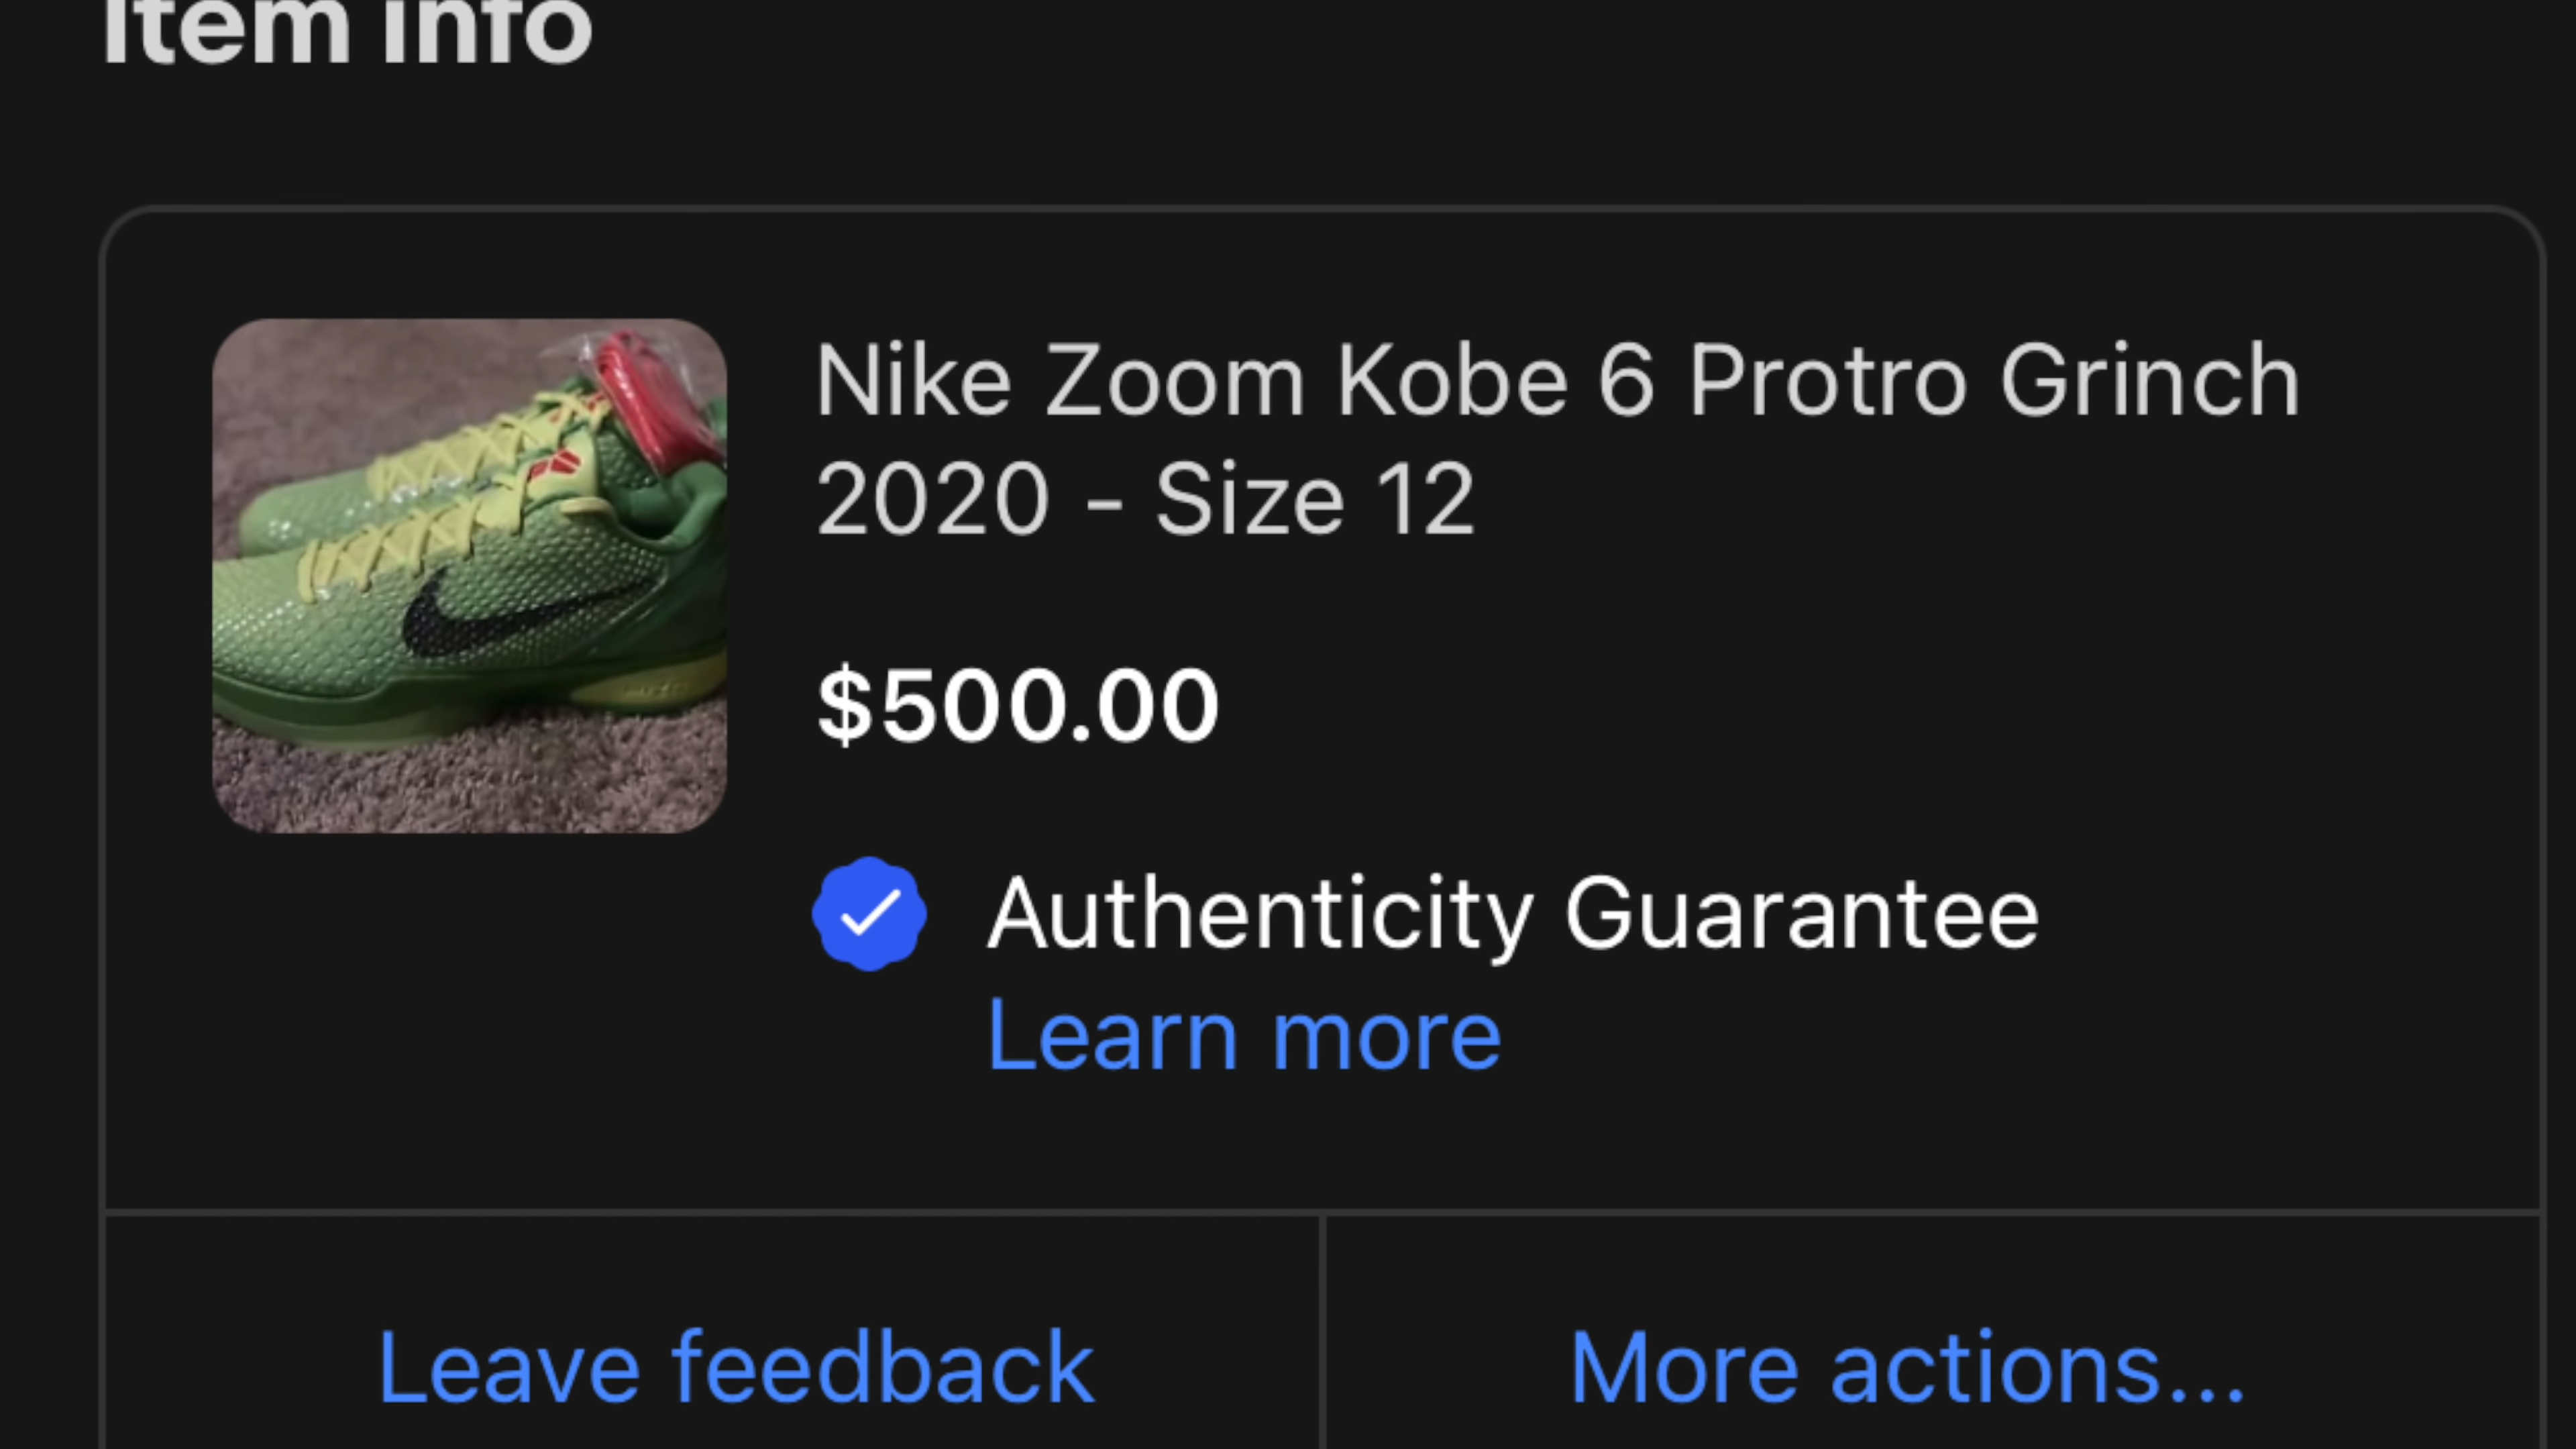 Item info
Nike Zoom Kobe 6 Protro Grinch
2020 - Size 12
$500.00
Authenticity Guarantee
Learn more
Leave feedback
More actions...